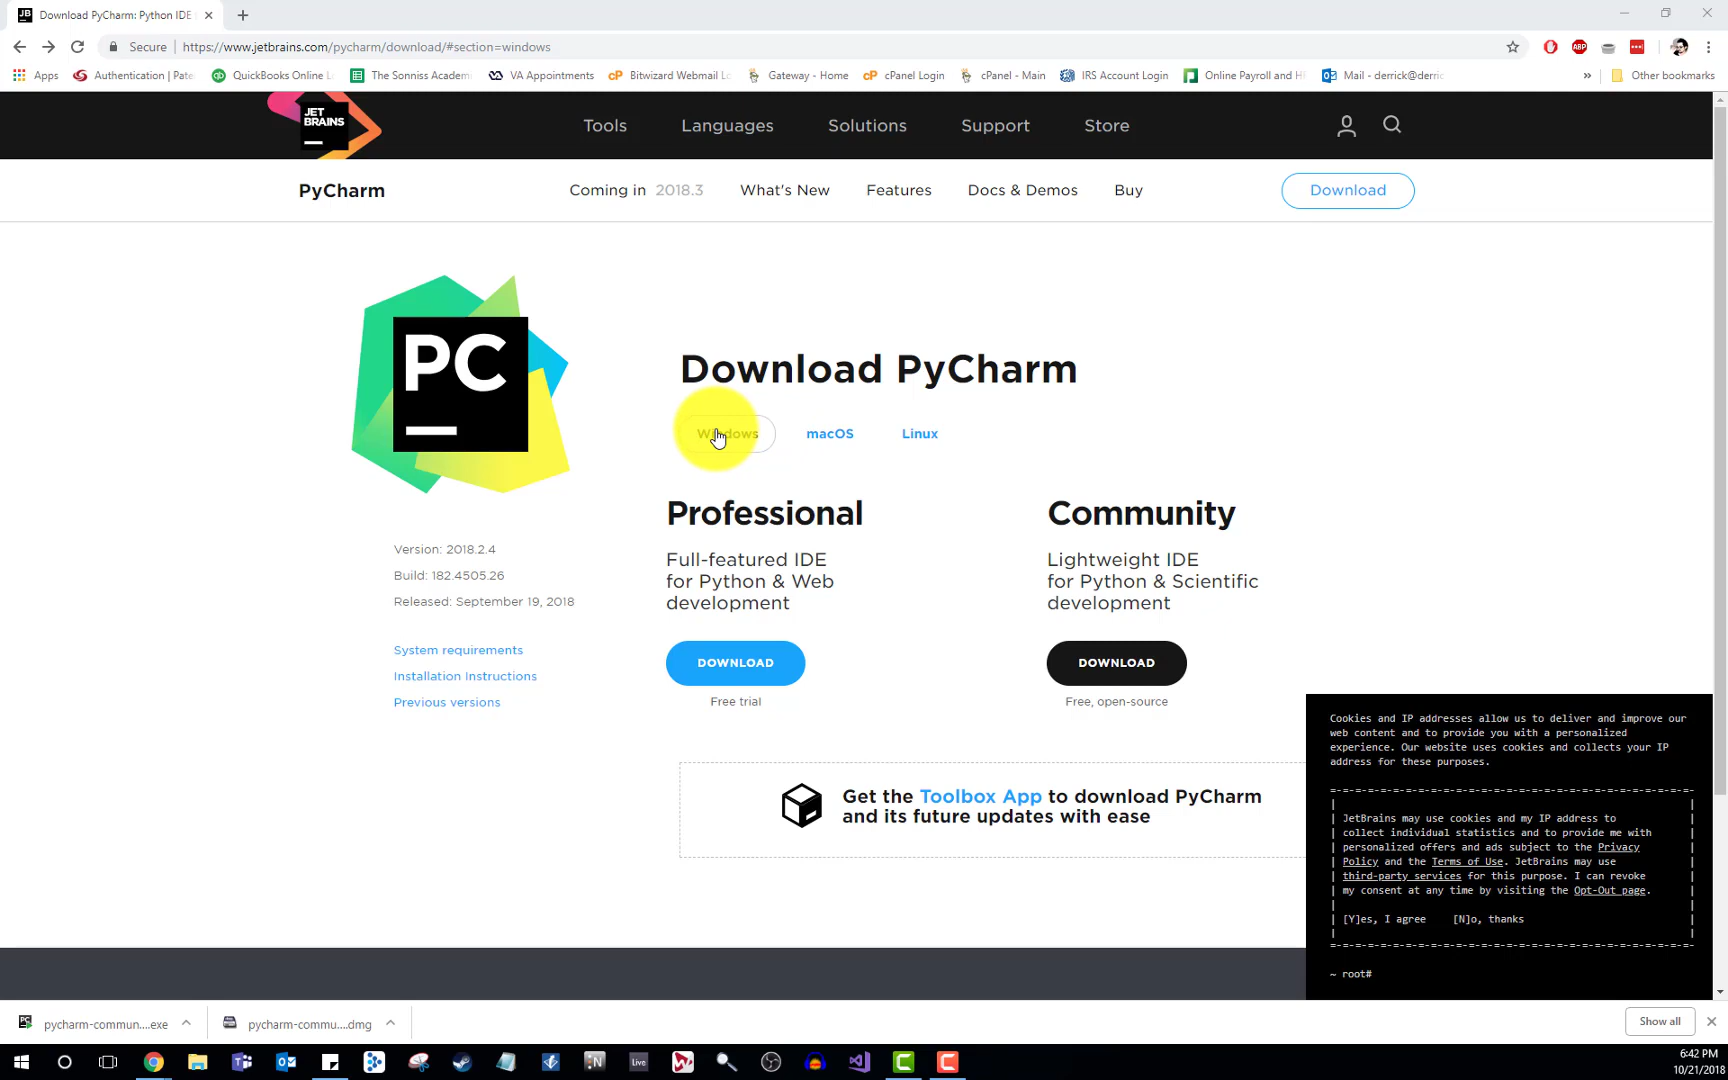 Download PyCharm: Python IDE
Secure
https://www.jetbrains.com/pycharm/download/#section=windows
Apps
Authentication | Pate
QuickBooks Online L
The Sonniss Academ
VA Appointments
Bitwizard Webmail Lo
Gateway - Home
cPanel Login
cPanel - Main
IRS Account Login
Online Payroll and H
Mail - derrick@derric
»
Other bookmarks
JET
BRAINS
Tools
Languages
Solutions
Support
Store
PyCharm
Coming in 2018.3
What's New
Features
Docs & Demos
Buy
Download
PC
Download PyCharm
Windows
macOS
Linux
Professional
Full-featured IDE
for Python & Web
development
DOWNLOAD
Free trial
Community
Lightweight IDE
for Python & Scientific
development
DOWNLOAD
Free, open-source
Version: 2018.2.4
Build: 182.4505.26
Released: September 19, 2018
System requirements
Installation Instructions
Previous versions
Get the Toolbox App to download PyCharm
and its future updates with ease
Cookies and IP addresses allow us to deliver and improve our
web content and to provide you with a personalized
experience. Our website uses cookies and collects your IP
address for these purposes.
JetBrains may use cookies and my IP address to
collect individual statistics and to provide me with
personalized offers and ads subject to the Privacy
Policy and the Terms of Use. JetBrains may use
third-party services for this purpose. I can revoke
my consent at any time by visiting the Opt-Out page.
[Y]es, I agree [N]o, thanks
~ root#
pycharm-commun....exe
pycharm-commu....dmg
Show all
Live
6:42 PM
10/21/2018